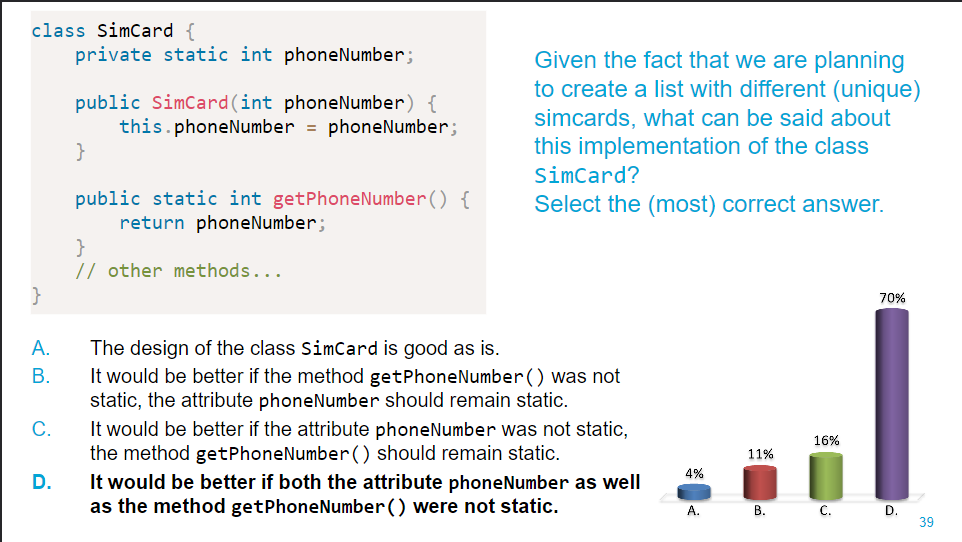 class SimCard {
    private static int phoneNumber;

    public SimCard(int phoneNumber) {
        this.phoneNumber = phoneNumber;
    }

    public static int getPhoneNumber() {
        return phoneNumber;
    }
    // other methods...
}
Given the fact that we are planning
to create a list with different (unique)
simcards, what can be said about
this implementation of the class
SimCard?
Select the (most) correct answer.
A. The design of the class SimCard is good as is.
B. It would be better if the method getPhoneNumber() was not
static, the attribute phoneNumber should remain static.
C. It would be better if the attribute phoneNumber was not static,
the method getPhoneNumber() should remain static.
D. It would be better if both the attribute phoneNumber as well
as the method getPhoneNumber() were not static.
4%
11%
16%
70%
A. B. C. D.
39